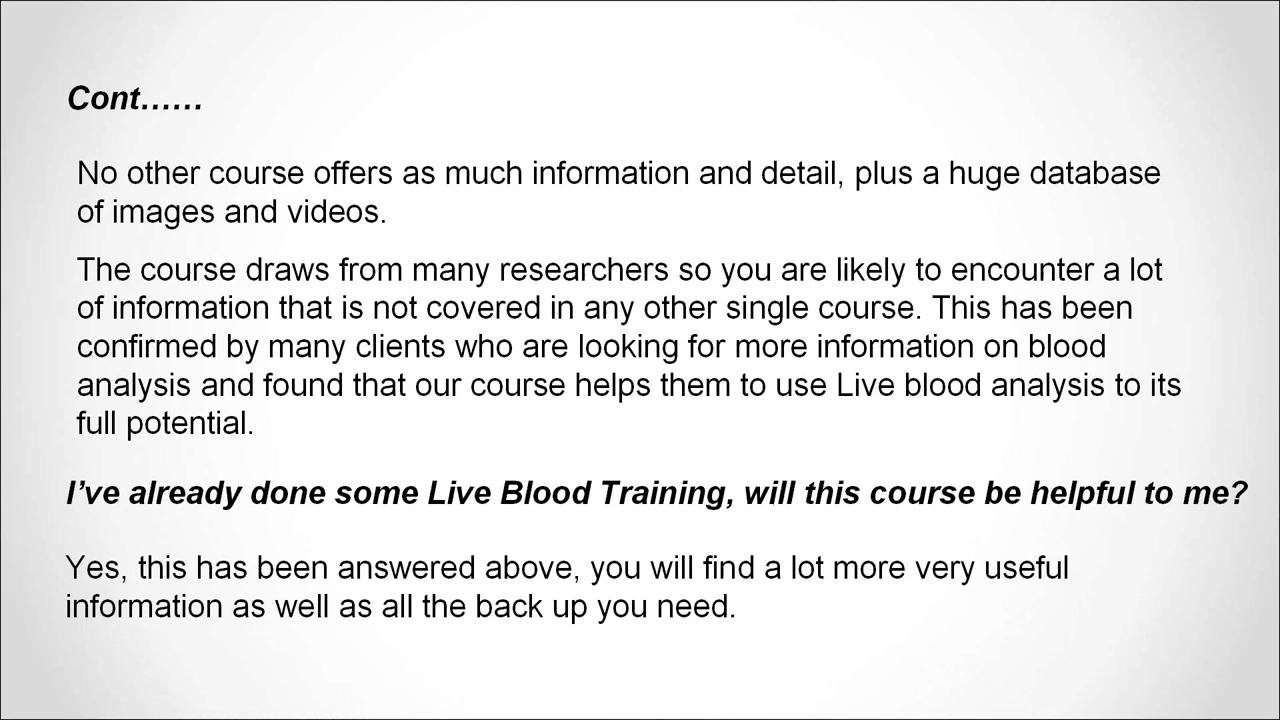 Cont......
No other course offers as much information and detail, plus a huge database
of images and videos.
The course draws from many researchers so you are likely to encounter a lot
of information that is not covered in any other single course. This has been
confirmed by many clients who are looking for more information on blood
analysis and found that our course helps them to use Live blood analysis to its
full potential.
I’ve already done some Live Blood Training, will this course be helpful to me?
Yes, this has been answered above, you will find a lot more very useful
information as well as all the back up you need.